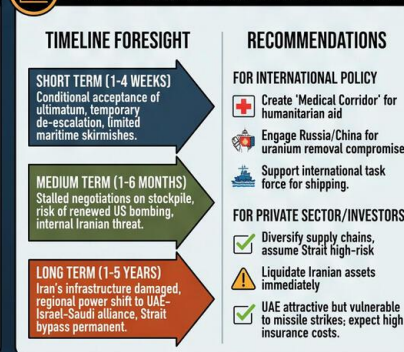 TIMELINE FORESIGHT
SHORT TERM (1-4 WEEKS)
Conditional acceptance of
ultimatum, temporary
de-escalation, limited
maritime skirmishes.
MEDIUM TERM (1-6 MONTHS)
Stalled negotiations on stockpile,
risk of renewed US bombing,
internal Iranian threat.
LONG TERM (1-5 YEARS)
Iran's infrastructure damaged,
regional power shift to UAE-
Israel-Saudi alliance, Strait
bypass permanent.
RECOMMENDATIONS
FOR INTERNATIONAL POLICY
Create 'Medical Corridor' for
humanitarian aid
Engage Russia/China for
uranium removal compromise
Support international task
force for shipping.
FOR PRIVATE SECTOR/INVESTORS
Diversify supply chains,
assume Strait high-risk
Liquidate Iranian assets
immediately
UAE attractive but vulnerable
to missile strikes; expect high
insurance costs.